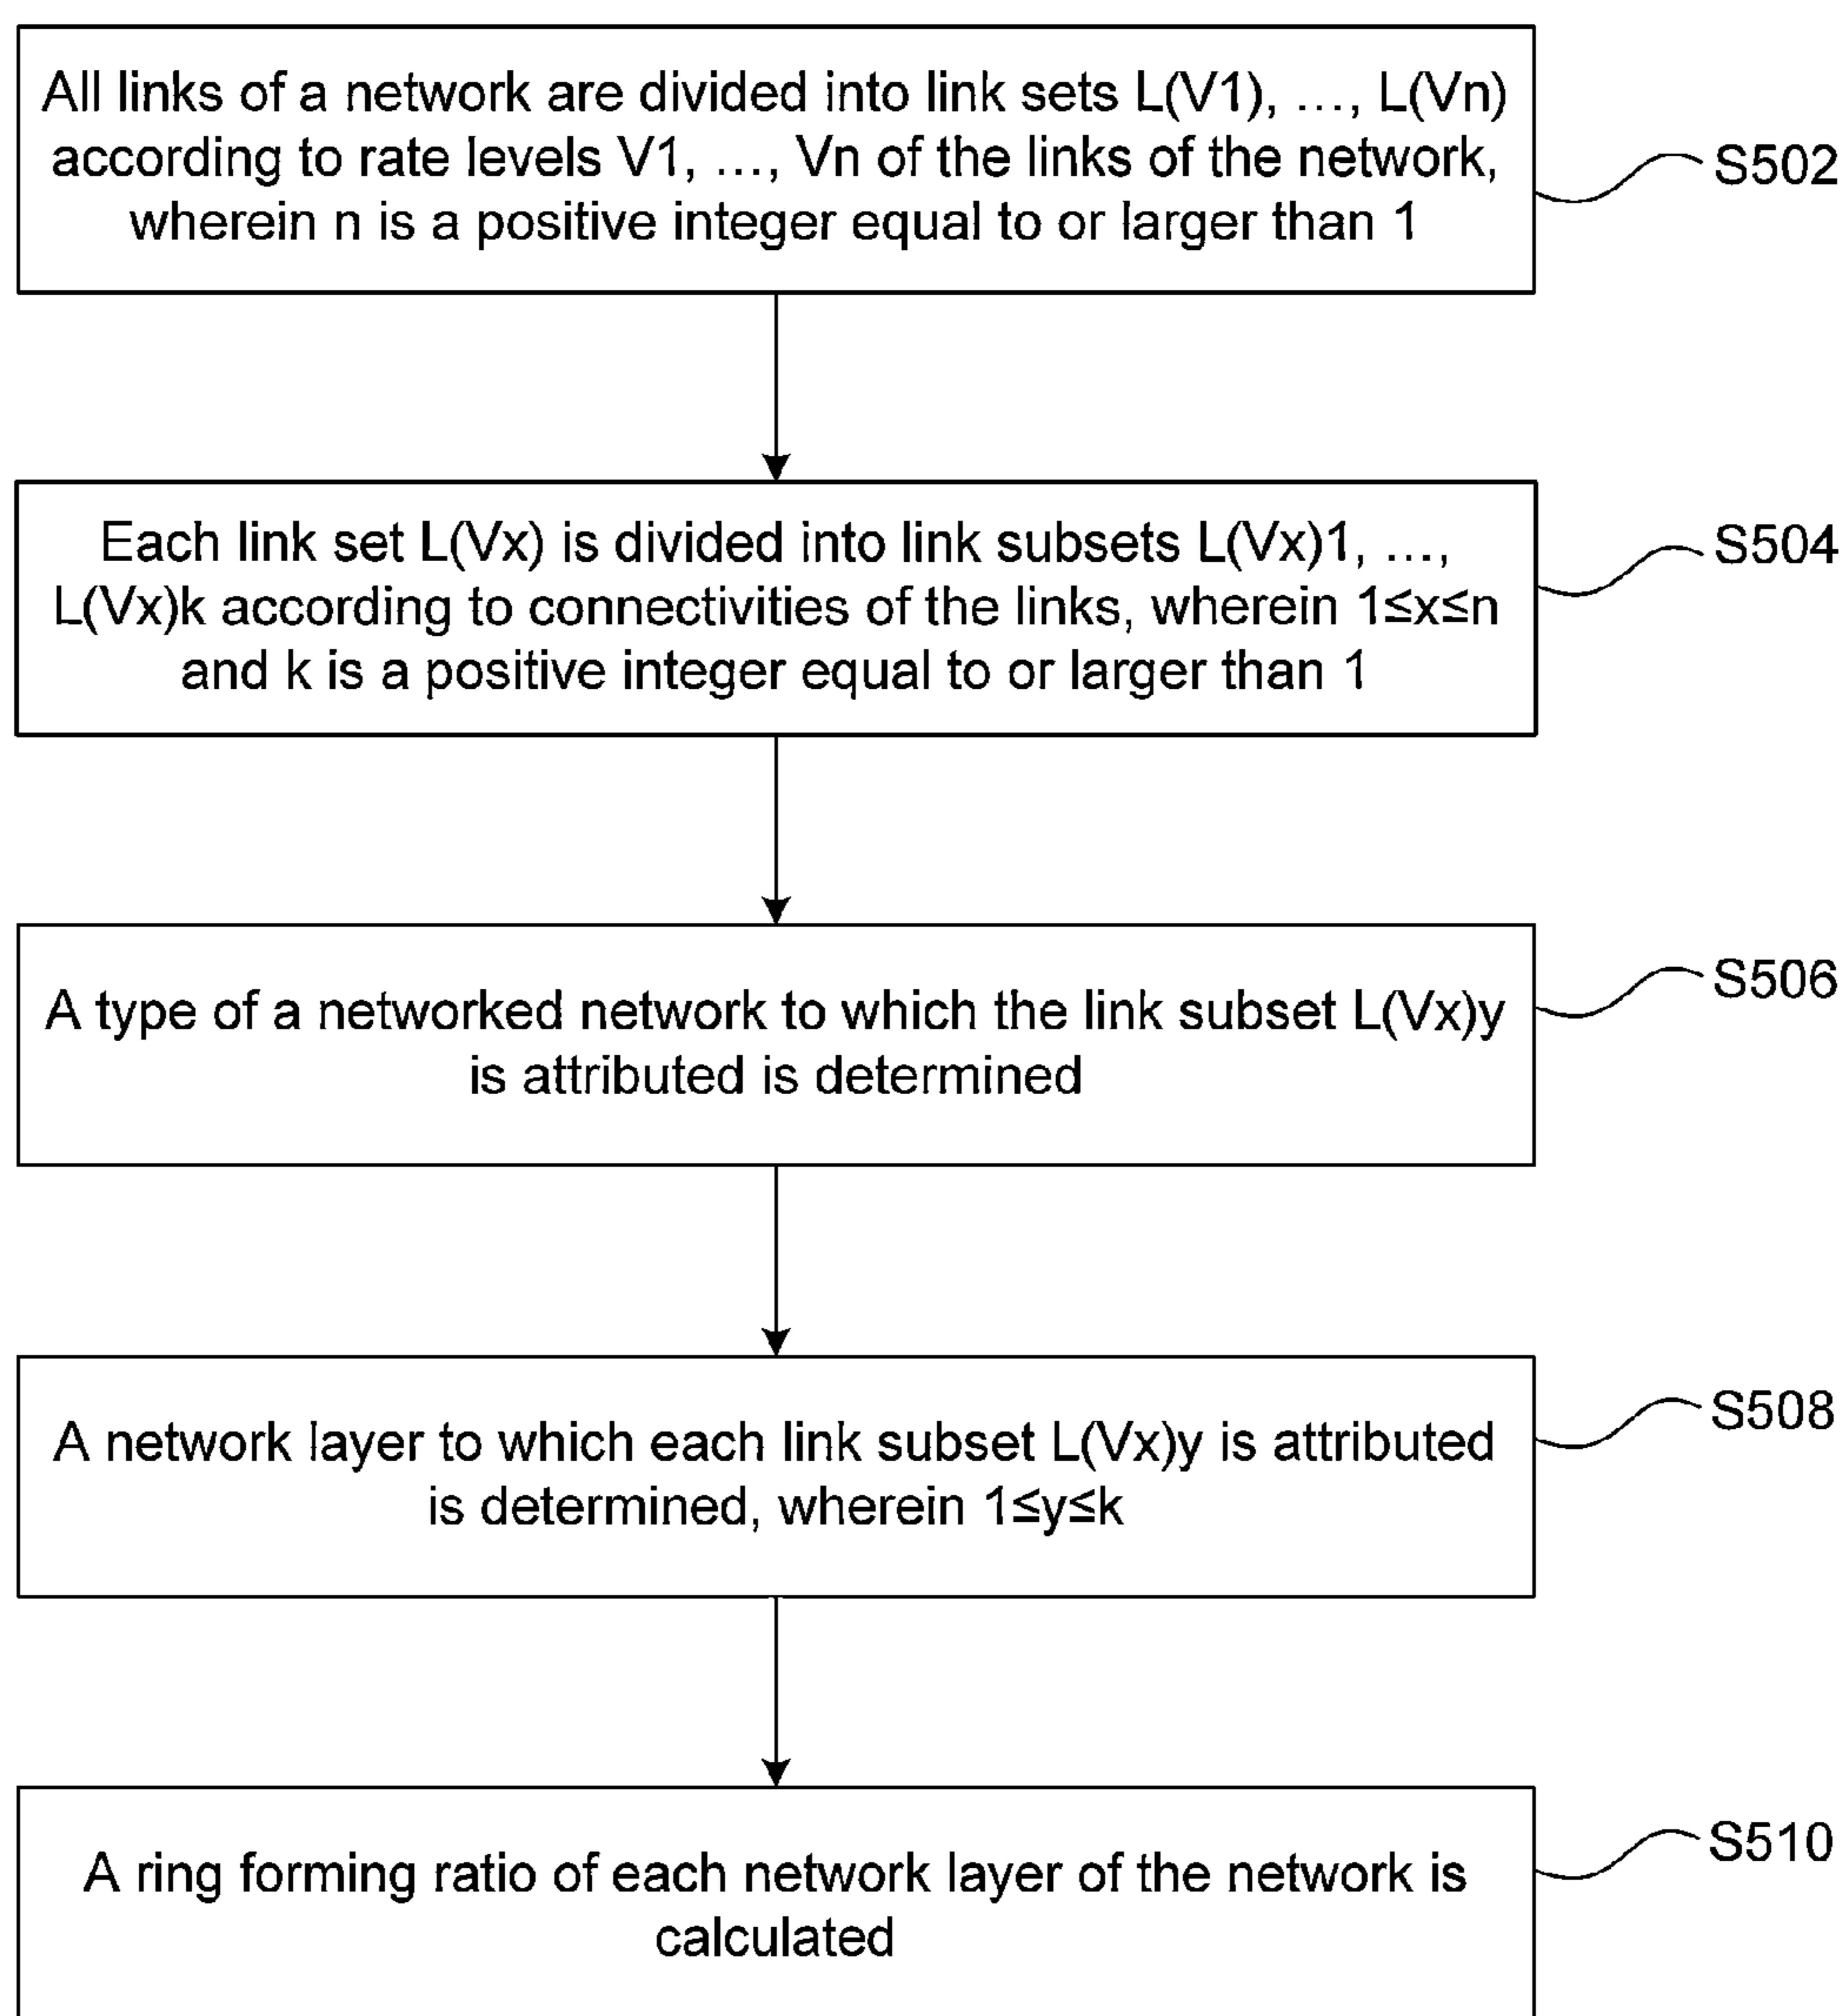 All links of a network are divided into link sets L(V1), ..., L(Vn)
according to rate levels V1, ..., Vn of the links of the network,
wherein n is a positive integer equal to or larger than 1
S502
Each link set L(Vx) is divided into link subsets L(Vx)1, ...,
L(Vx)k according to connectivities of the links, wherein 1≤x≤n
and k is a positive integer equal to or larger than 1
S504
A type of a networked network to which the link subset L(Vx)y
is attributed is determined
S506
A network layer to which each link subset L(Vx)y is attributed
is determined, wherein 1≤y≤k
S508
A ring forming ratio of each network layer of the network is
calculated
S510